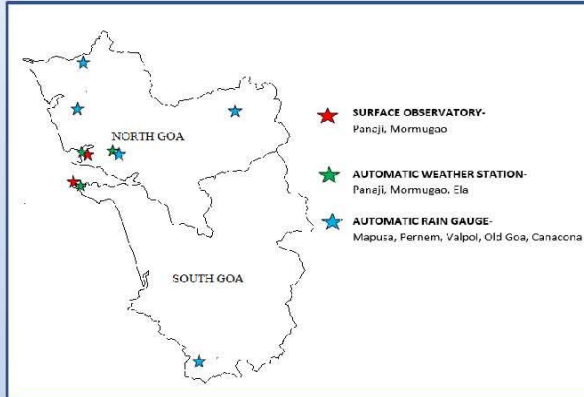 NORTH GOA
SOUTH GOA
SURFACE OBSERVATORY-
Panaji, Mormugao
AUTOMATIC WEATHER STATION-
Panaji, Mormugao, Ela
AUTOMATIC RAIN GAUGE-
Mapusa, Pernem, Valpol, Old Goa, Canacona